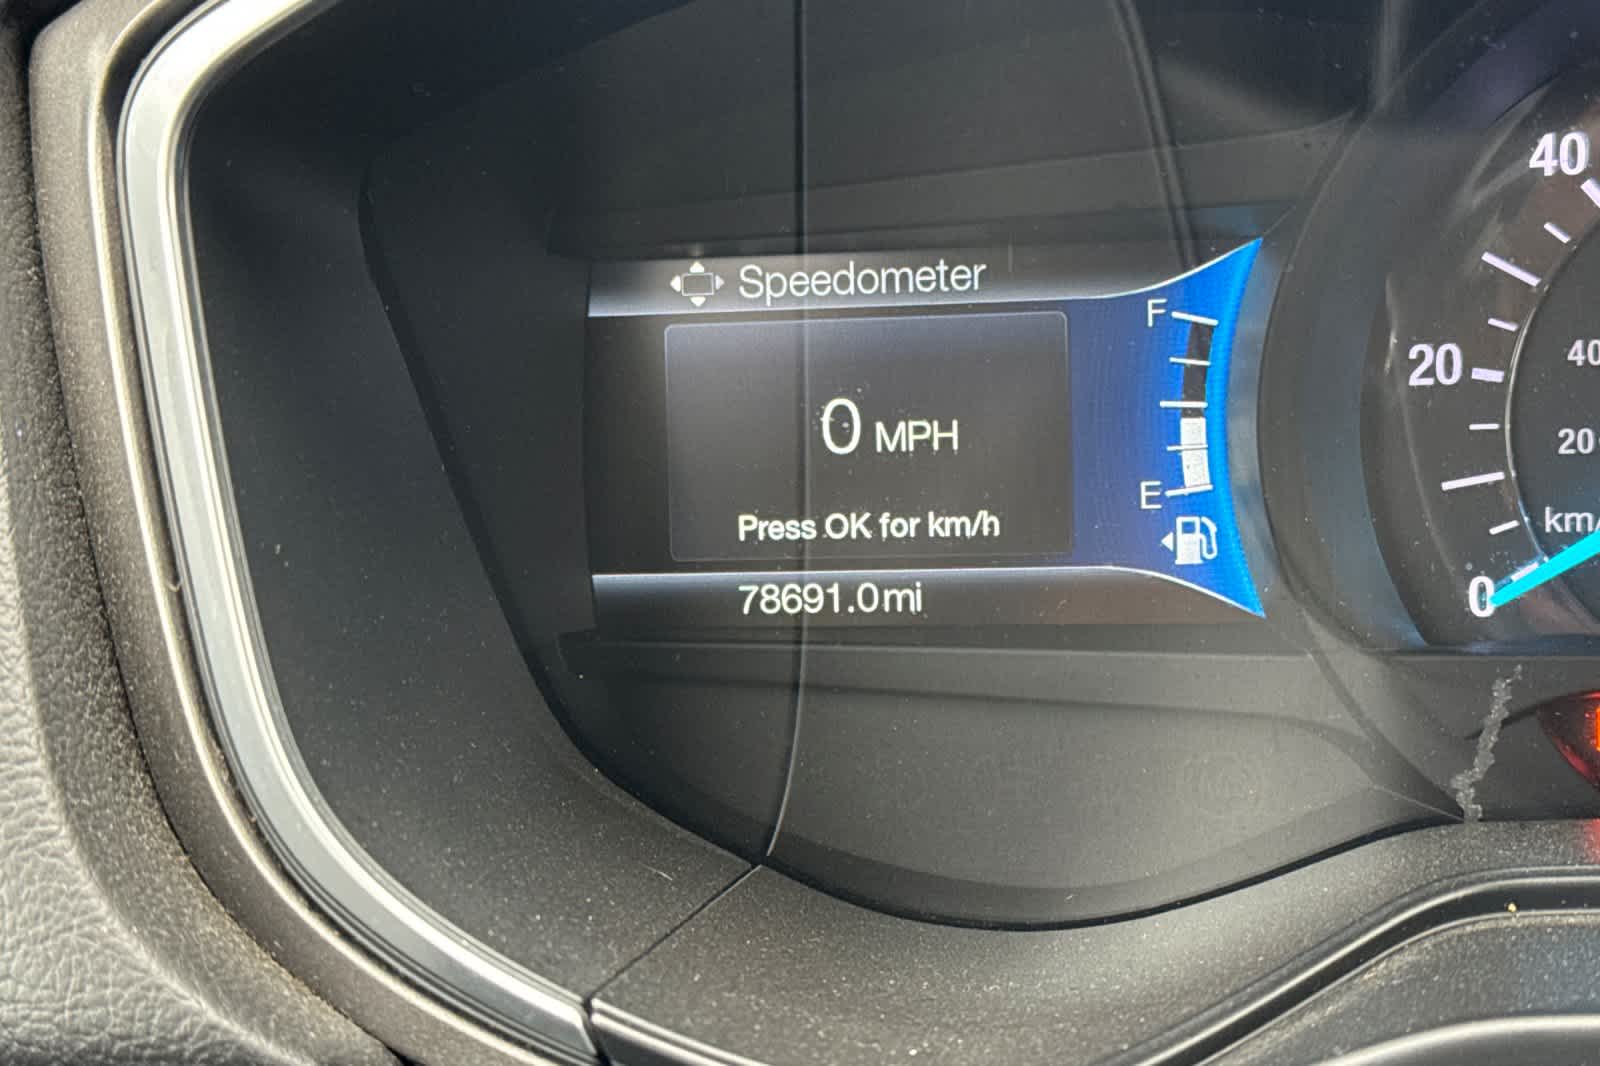 Speedometer
F
0 MPH
E
Press OK for km/h
78691.0mi
40
20
0
40
20
km/